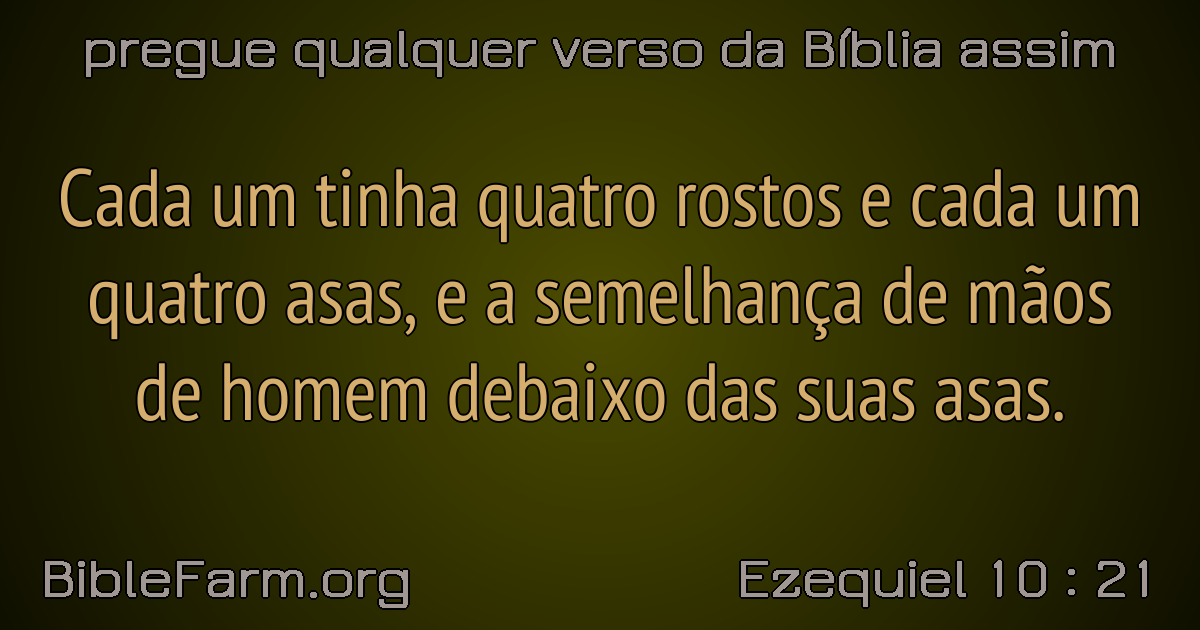 pregue qualquer verso da Bíblia assim
Cada um tinha quatro rostos e cada um
quatro asas, e a semelhança de mãos
de homem debaixo das suas asas.
BibleFarm.org
Ezequiel 10 : 21